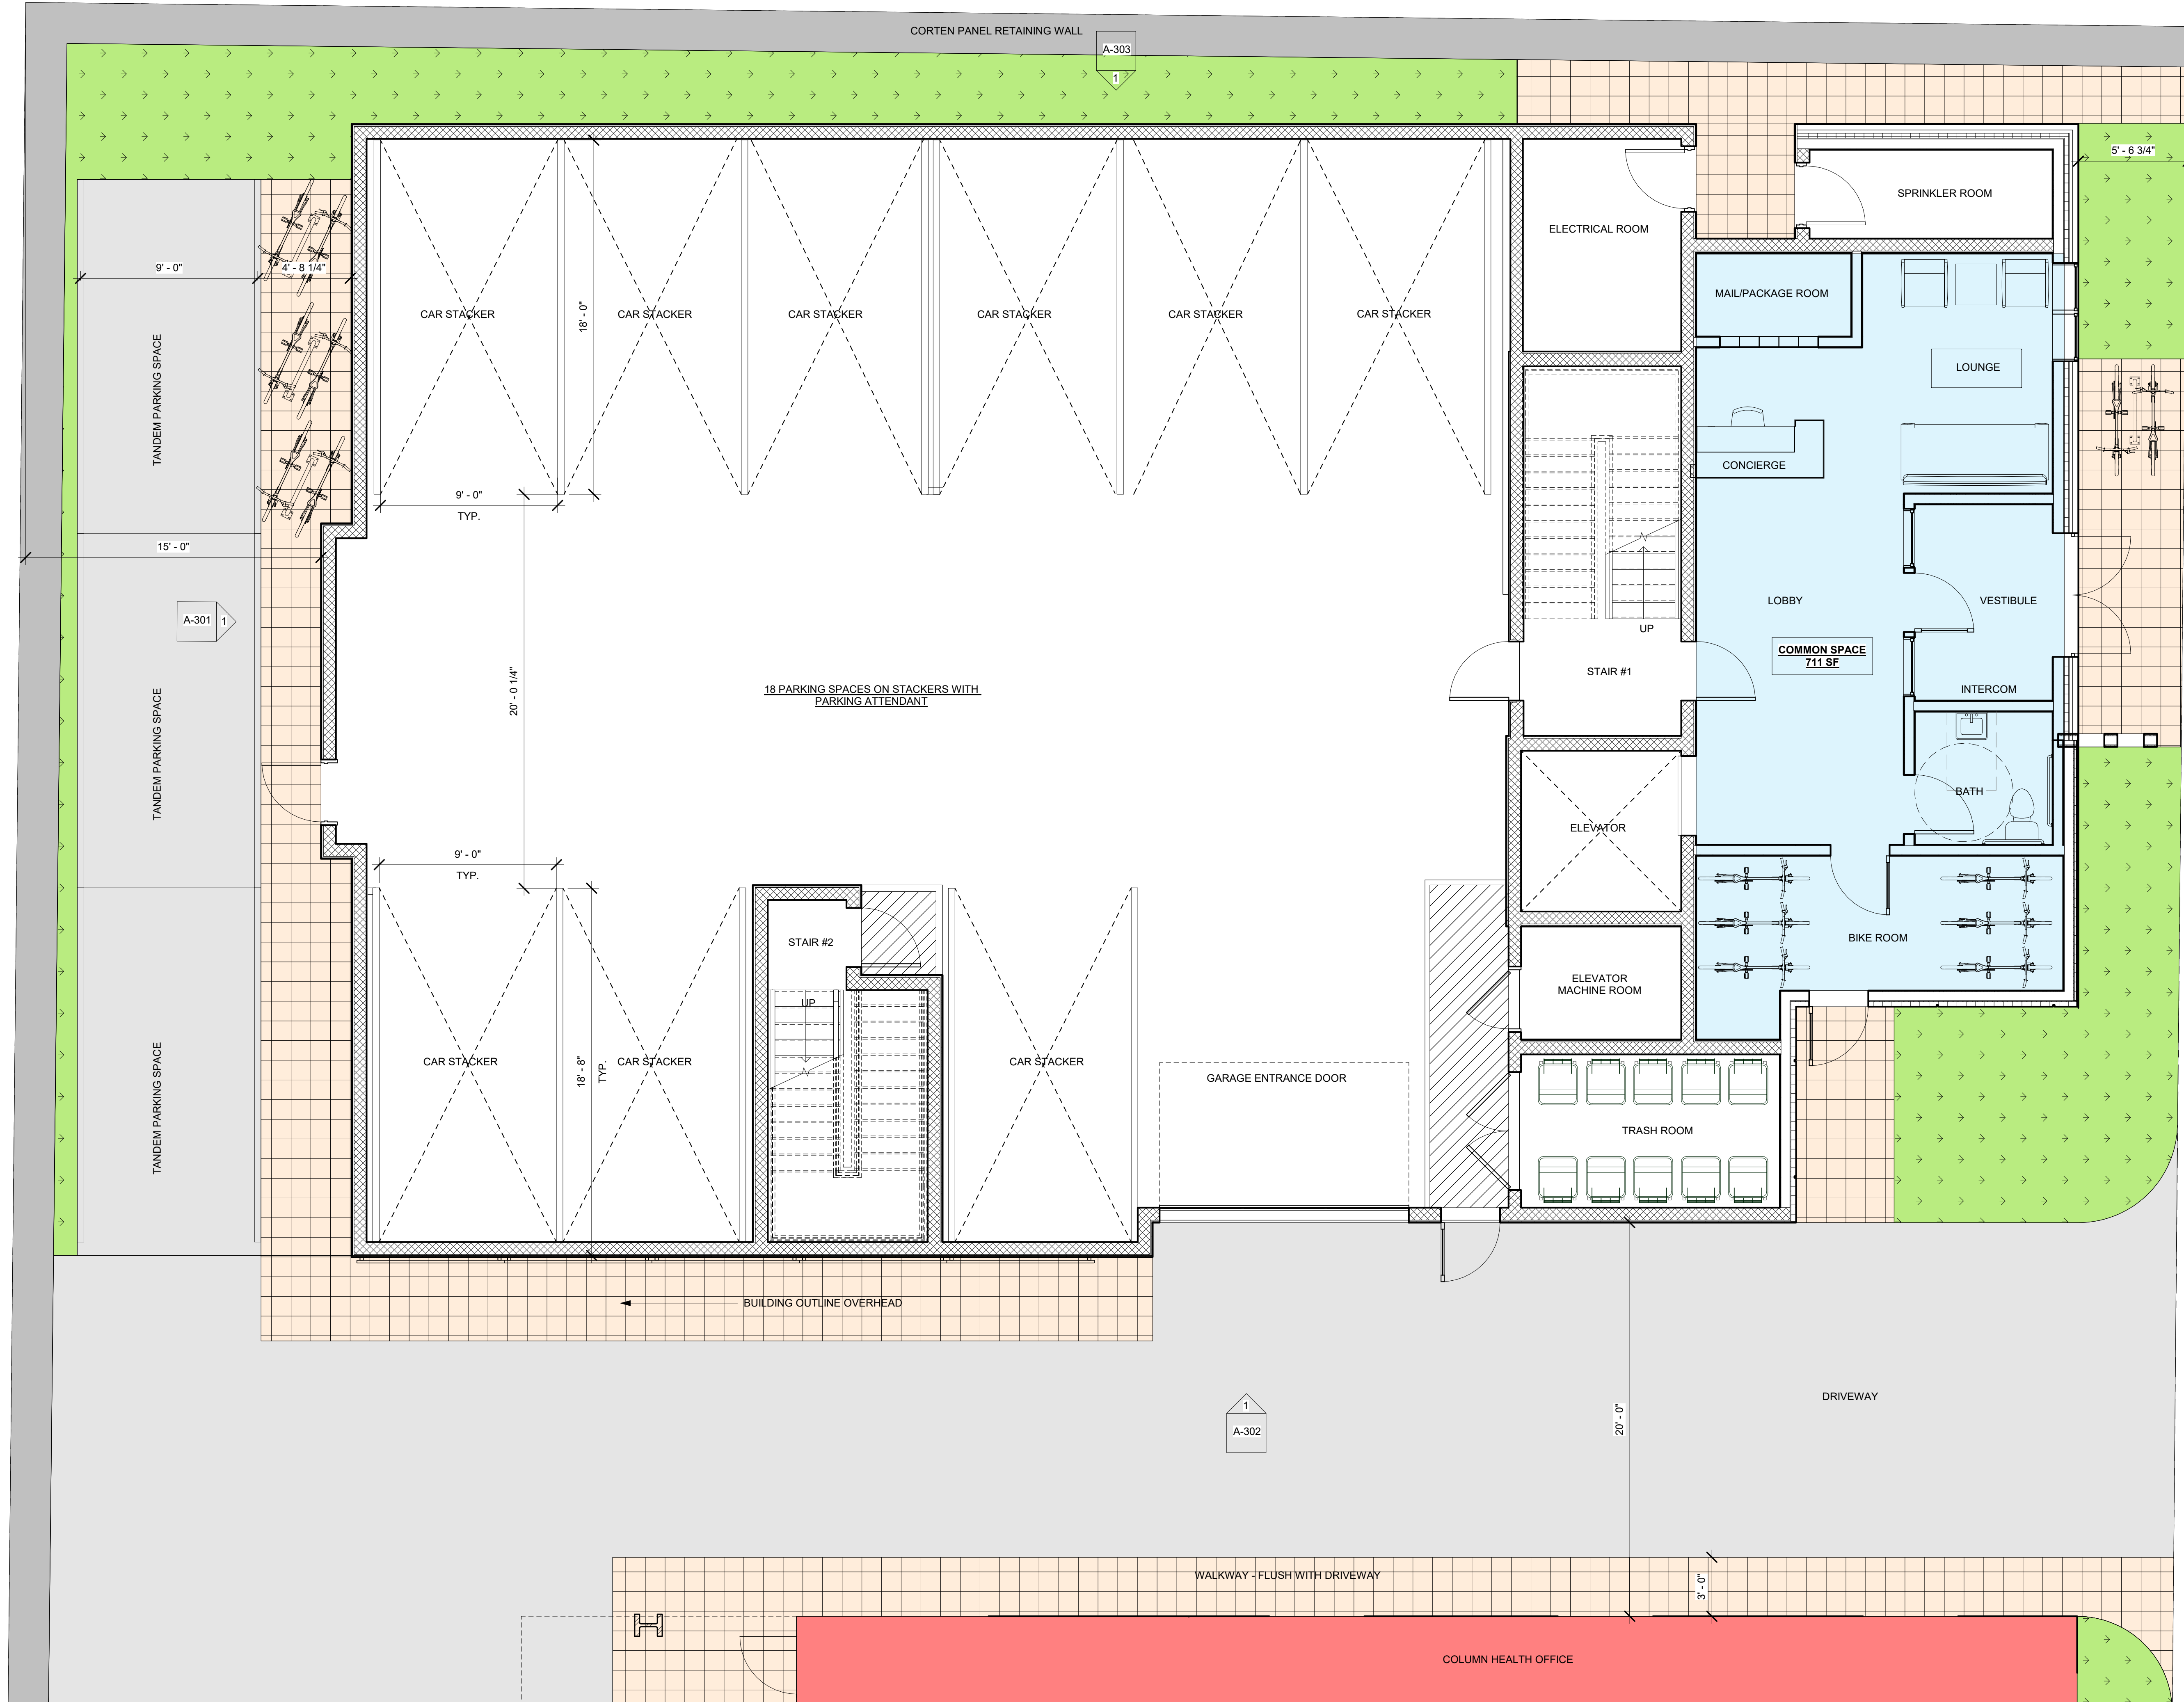 CORTEN PANEL RETAINING WALL
A-303
1
5' - 6 3/4"
SPRINKLER ROOM
ELECTRICAL ROOM
9' - 0"
4' - 8 1/4"
MAIL/PACKAGE ROOM
CAR STACKER
18' - 0"
CAR STACKER
CAR STACKER
CAR STACKER
CAR STACKER
CAR STACKER
TANDEM PARKING SPACE
LOUNGE
CONCIERGE
9' - 0"
TYP.
15' - 0"
LOBBY
VESTIBULE
A-301
1
UP
COMMON SPACE
711 SF
STAIR #1
INTERCOM
20' - 0 1/4"
18 PARKING SPACES ON STACKERS WITH
PARKING ATTENDANT
TANDEM PARKING SPACE
BATH
ELEVATOR
9' - 0"
TYP.
STAIR #2
BIKE ROOM
ELEVATOR
MACHINE ROOM
UP
CAR STACKER
18' - 8"
TYP.
CAR STACKER
CAR STACKER
GARAGE ENTRANCE DOOR
TANDEM PARKING SPACE
TRASH ROOM
BUILDING OUTLINE OVERHEAD
DRIVEWAY
1
A-302
20' - 0"
WALKWAY - FLUSH WITH DRIVEWAY
3' - 0"
COLUMN HEALTH OFFICE